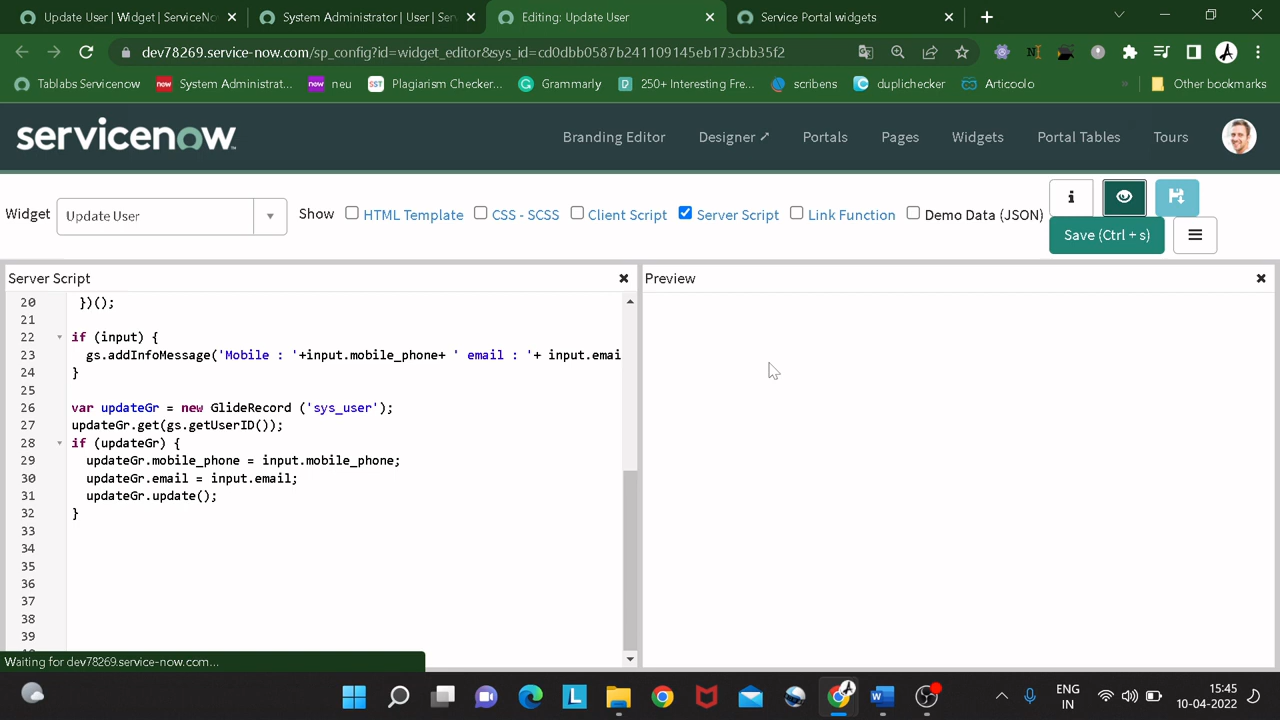 Update User | Widget | ServiceNo
System Administrator | User | Serv
Editing: Update User
Service Portal widgets
dev78269.service-now.com/sp_config?id=widget_editor&sys_id=cd0dbb0587b241109145eb173cbb35f2
Tablabs Servicenow
now
System Administrat...
now
neu
SST
Plagiarism Checker...
Grammarly
250+ Interesting Fre...
scribens
duplichecker
Articoolo
»
Other bookmarks
servicenow
Branding Editor
Designer
Portals
Pages
Widgets
Portal Tables
Tours
Widget
Update User
Show
HTML Template
CSS - SCSS
Client Script
Server Script
Link Function
Demo Data (JSON)
Save (Ctrl + s)
Server Script
Preview
20 })();
21
22 if (input) {
23 gs.addInfoMessage('Mobile : '+input.mobile_phone+ ' email : '+ input.emai
24 }
25
26 var updateGr = new GlideRecord ('sys_user');
27 updateGr.get(gs.getUserID());
28 if (updateGr) {
29 updateGr.mobile_phone = input.mobile_phone;
30 updateGr.email = input.email;
31 updateGr.update();
32 }
33
34
35
36
37
38
39
Waiting for dev78269.service-now.com...
ENG
IN
15:45
10-04-2022